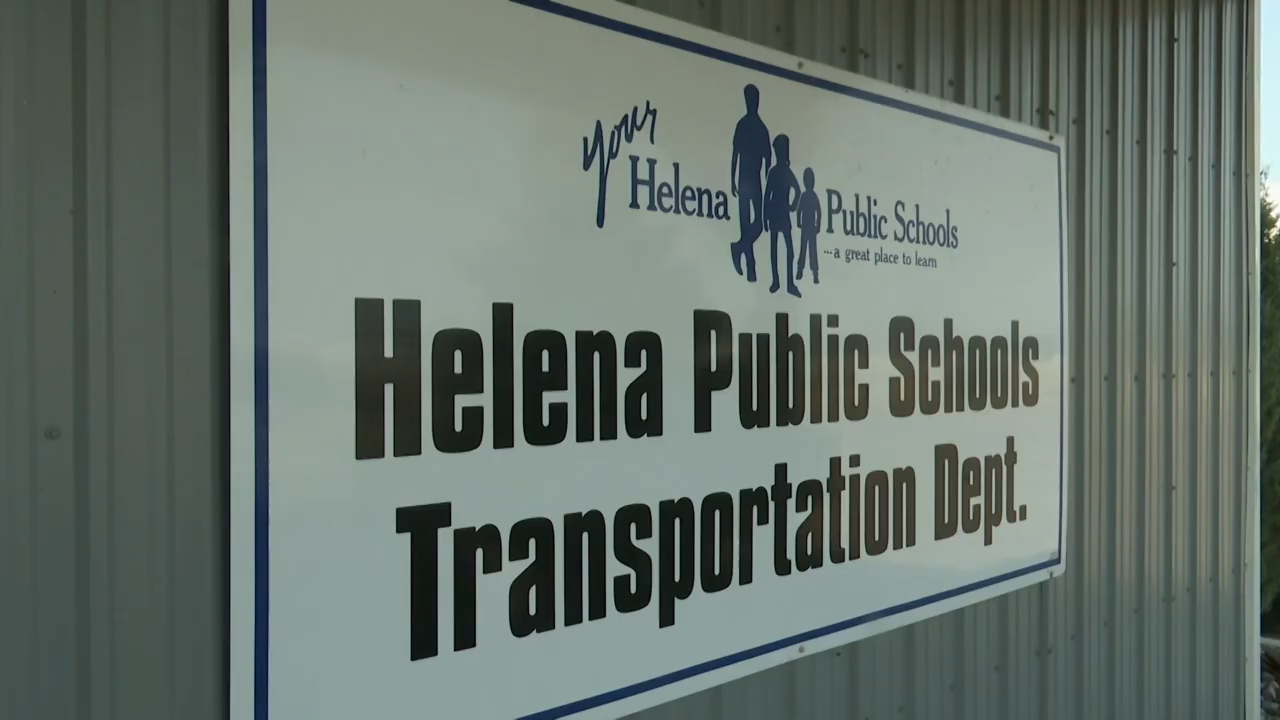 your
Helena Public Schools
...a great place to learn
Helena Public Schools
Transportation Dept.